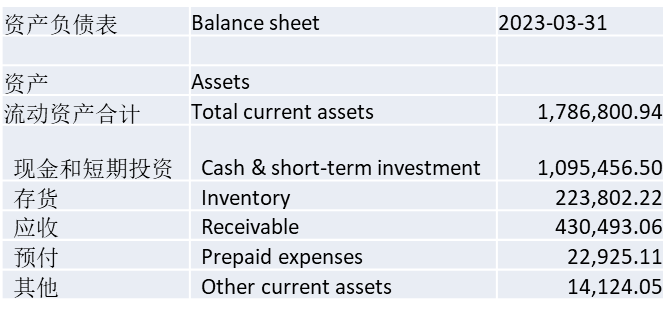 资产负债表 Balance sheet 2023-03-31
资产 Assets
流动资产合计 Total current assets 1,786,800.94
现金和短期投资 Cash & short-term investment 1,095,456.50
存货 Inventory 223,802.22
应收 Receivable 430,493.06
预付 Prepaid expenses 22,925.11
其他 Other current assets 14,124.05